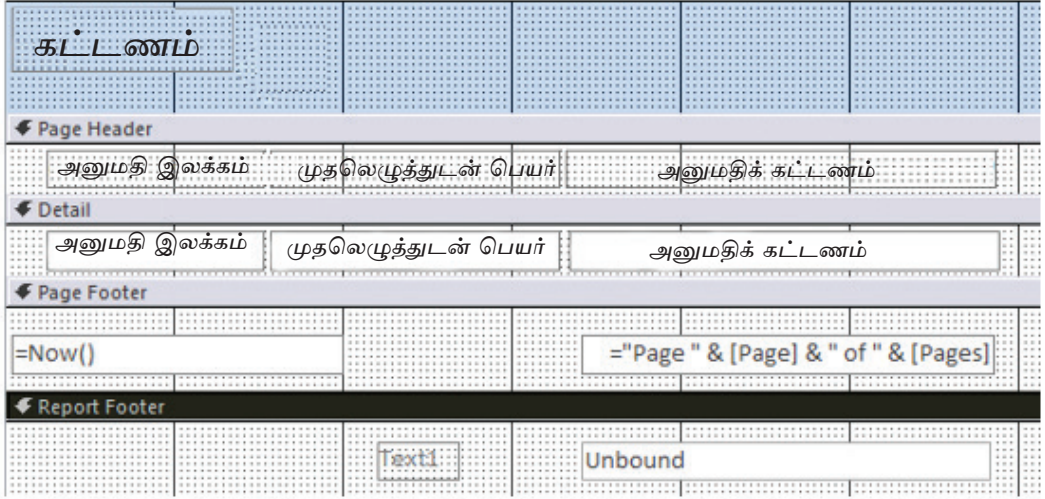 கட்டணம்
Page Header
அனுமதி இலக்கம் முதலெழுத்துடன் பெயர் அனுமதிக் கட்டணம்
Detail
அனுமதி இலக்கம் முதலெழுத்துடன் பெயர் அனுமதிக் கட்டணம்
Page Footer
=Now() ="Page " & [Page] & " of " & [Pages]
Report Footer
Text1 Unbound